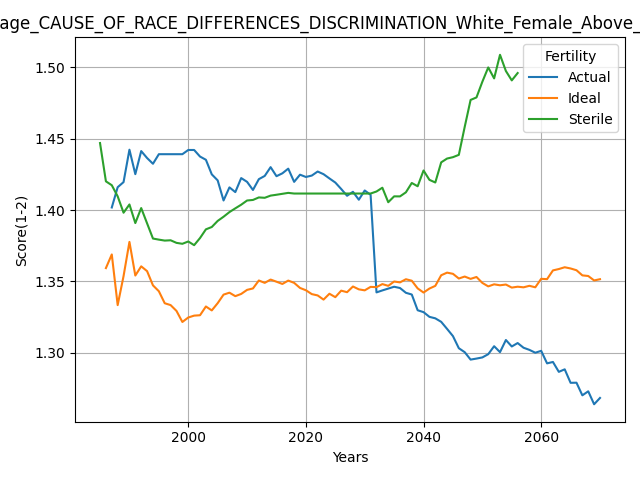 age_CAUSE_OF_RACE_DIFFERENCES_DISCRIMINATION_White_Female_Above_
Fertility
Actual
Ideal
Sterile
Score(1-2)
1.50
1.45
1.40
1.35
1.30
2000
2020
2040
2060
Years